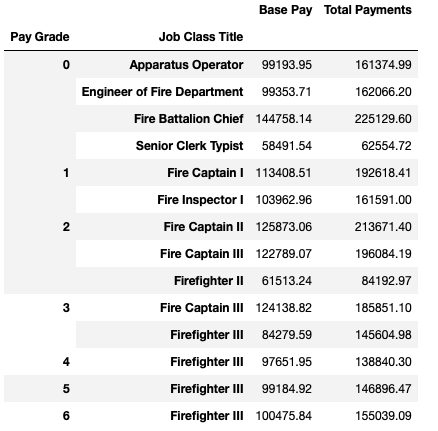 Base Pay Total Payments
Pay Grade Job Class Title
0 Apparatus Operator 99193.95 161374.99
Engineer of Fire Department 99353.71 162066.20
Fire Battalion Chief 144758.14 225129.60
Senior Clerk Typist 58491.54 62554.72
1 Fire Captain I 113408.51 192618.41
Fire Inspector I 103962.96 161591.00
2 Fire Captain II 125873.06 213671.40
Fire Captain III 122789.07 196084.19
Firefighter II 61513.24 84192.97
3 Fire Captain III 124138.82 185851.10
Firefighter III 84279.59 145604.98
4 Firefighter III 97651.95 138840.30
5 Firefighter III 99184.92 146896.47
6 Firefighter III 100475.84 155039.09